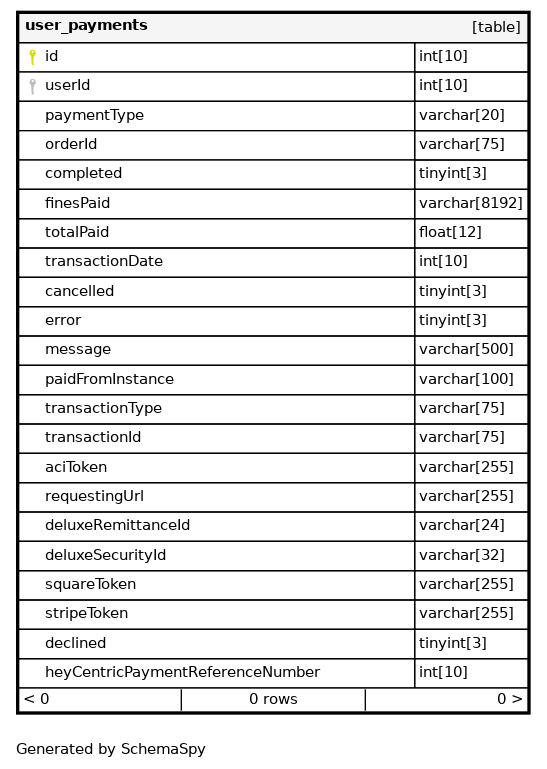 user_payments [table]
id int[10]
userId int[10]
paymentType varchar[20]
orderId varchar[75]
completed tinyint[3]
finesPaid varchar[8192]
totalPaid float[12]
transactionDate int[10]
cancelled tinyint[3]
error tinyint[3]
message varchar[500]
paidFromInstance varchar[100]
transactionType varchar[75]
transactionId varchar[75]
aciToken varchar[255]
requestingUrl varchar[255]
deluxeRemittanceId varchar[24]
deluxeSecurityId varchar[32]
squareToken varchar[255]
stripeToken varchar[255]
declined tinyint[3]
heyCentricPaymentReferenceNumber int[10]
< 0 0 rows 0 >
Generated by SchemaSpy